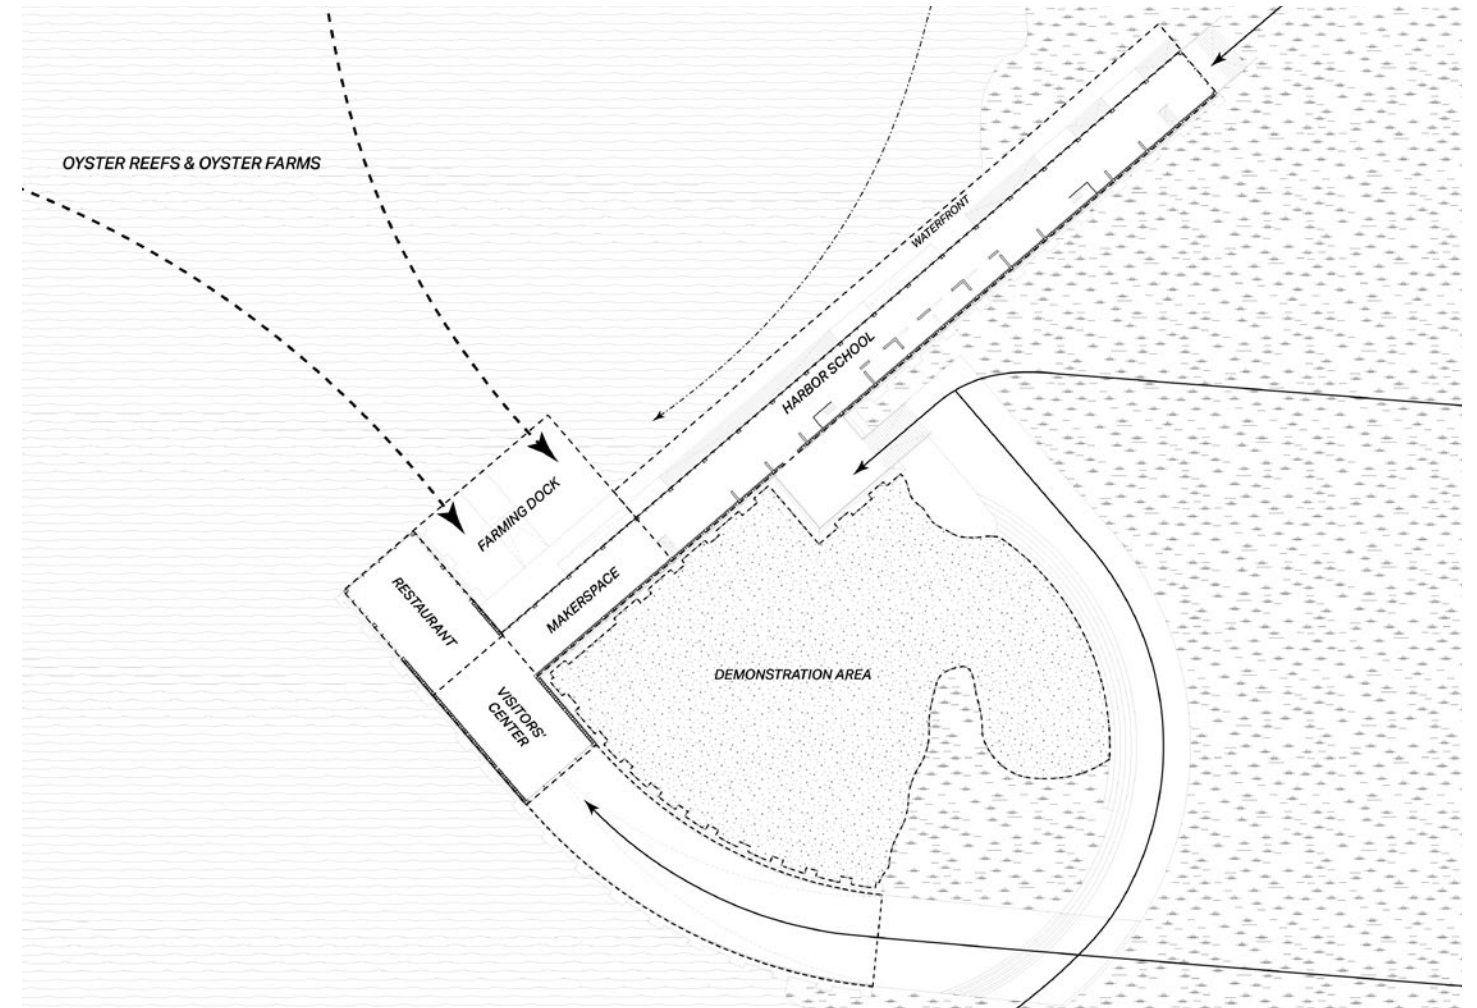 OYSTER REEFS & OYSTER FARMS
WATERFRONT
HARBOR SCHOOL
FARMING DOCK
MAKERSPACE
RESTAURANT
DEMONSTRATION AREA
VISITORS'
CENTER